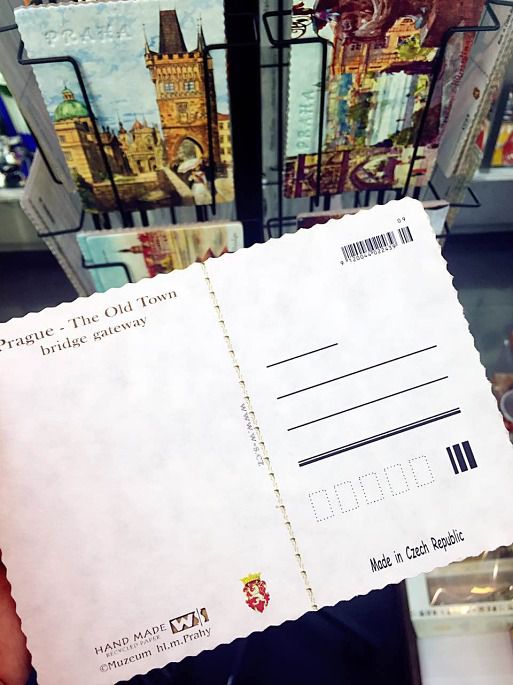 PRAHA
PRAHA
09
Prague - The Old Town
bridge gateway
www.w-s.cz
HAND MADE
RECYCLED PAPER
©Muzeum hl.m.Prahy
Made in Czech Republic